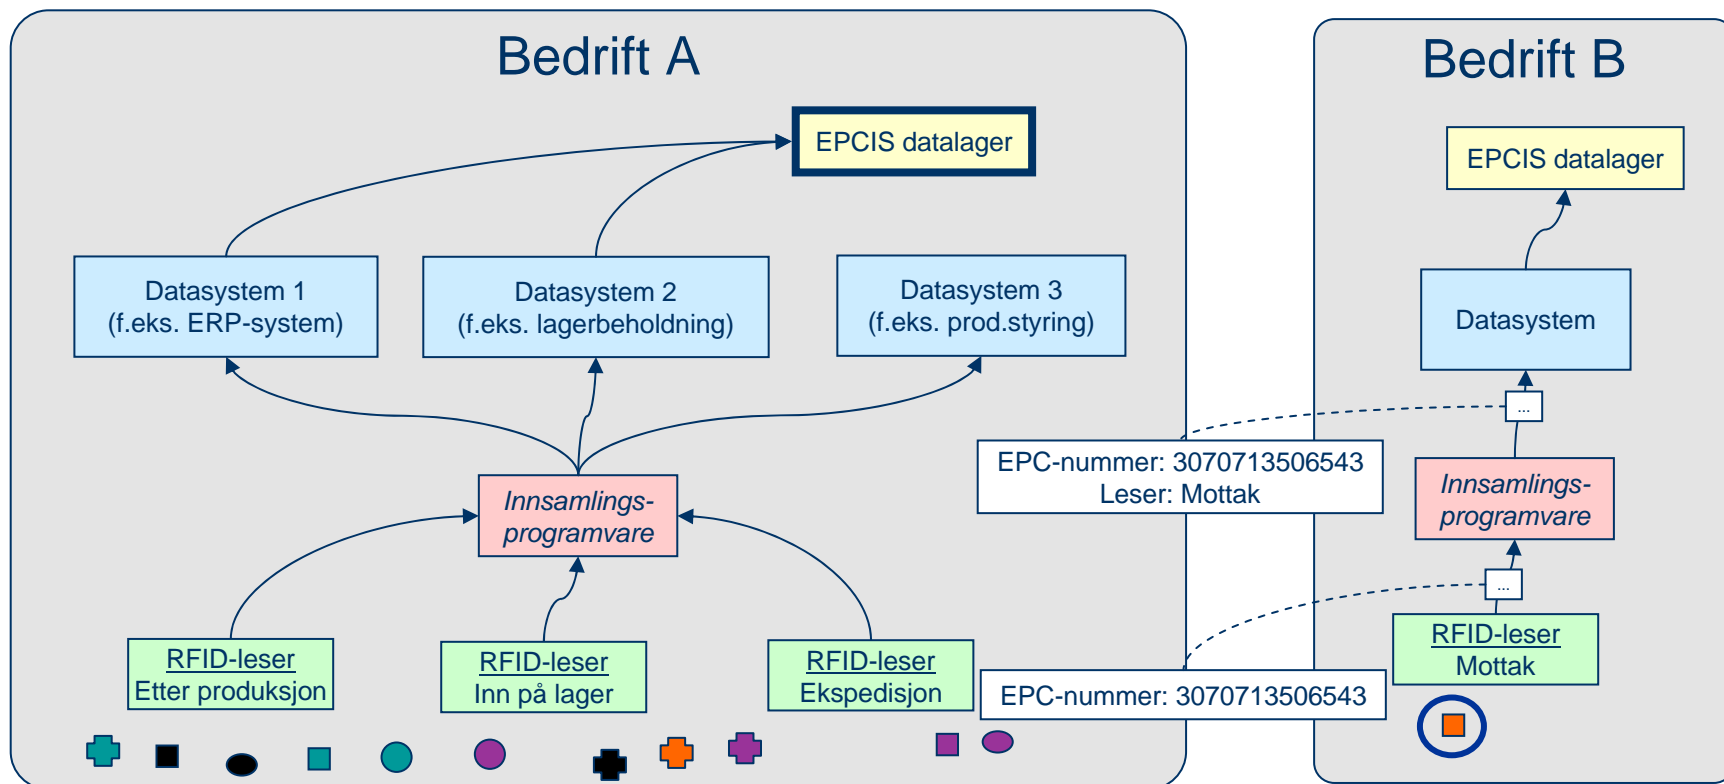 Bedrift A
EPCIS datalager
Datasystem 1
(f.eks. ERP-system)
Datasystem 2
(f.eks. lagerbeholdning)
Datasystem 3
(f.eks. prod.styring)
Innsamlings-
programvare
RFID-leser
Etter produksjon
RFID-leser
Inn på lager
RFID-leser
Ekspedisjon
EPC-nummer: 3070713506543
Leser: Mottak
EPC-nummer: 3070713506543
Bedrift B
EPCIS datalager
Datasystem
...
Innsamlings-
programvare
...
RFID-leser
Mottak